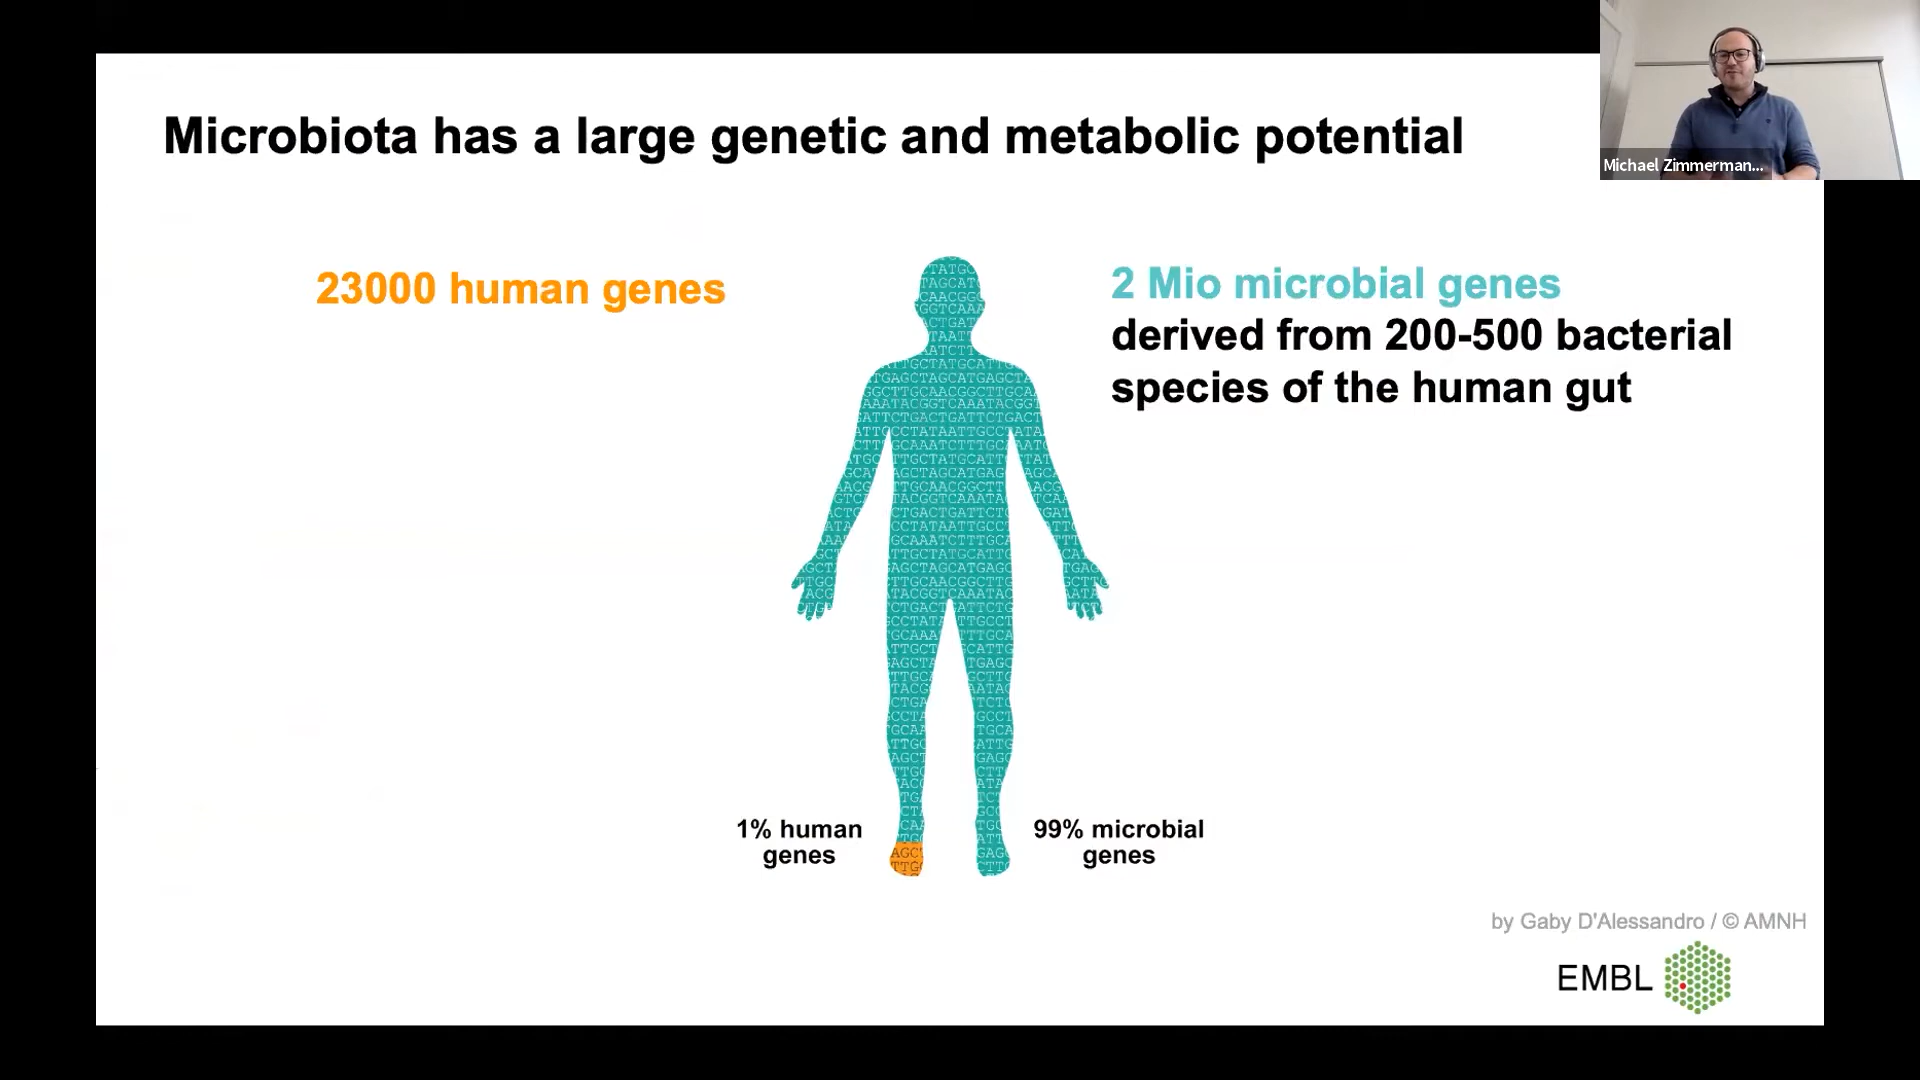 Microbiota has a large genetic and metabolic potential
Michael Zimmerman...
23000 human genes
2 Mio microbial genes
derived from 200-500 bacterial
species of the human gut
1% human
genes
99% microbial
genes
by Gaby D'Alessandro / © AMNH
EMBL